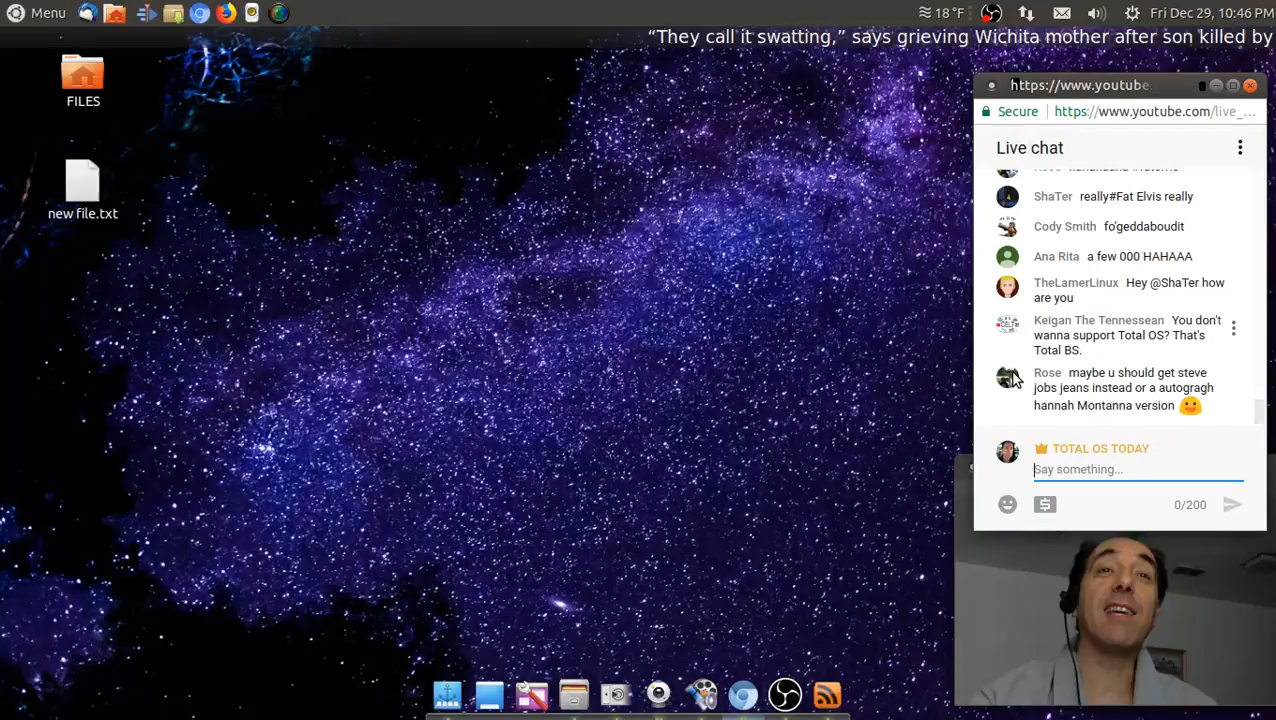 Menu
18 °F
Fri Dec 29, 10:46 PM
“They call it swatting,” says grieving Wichita mother after son killed by
FILES
new file.txt
https://www.youtube.
Secure
https://www.youtube.com/live_...
Live chat
ShaTer really#Fat Elvis really
Cody Smith fo'geddaboudit
Ana Rita a few 000 HAHAAA
TheLamerLinux Hey @ShaTer how
are you
Keigan The Tennessean You don't
wanna support Total OS? That's
Total BS.
Rose maybe u should get steve
jobs jeans instead or a autogragh
hannah Montanna version
TOTAL OS TODAY
Say something...
0/200